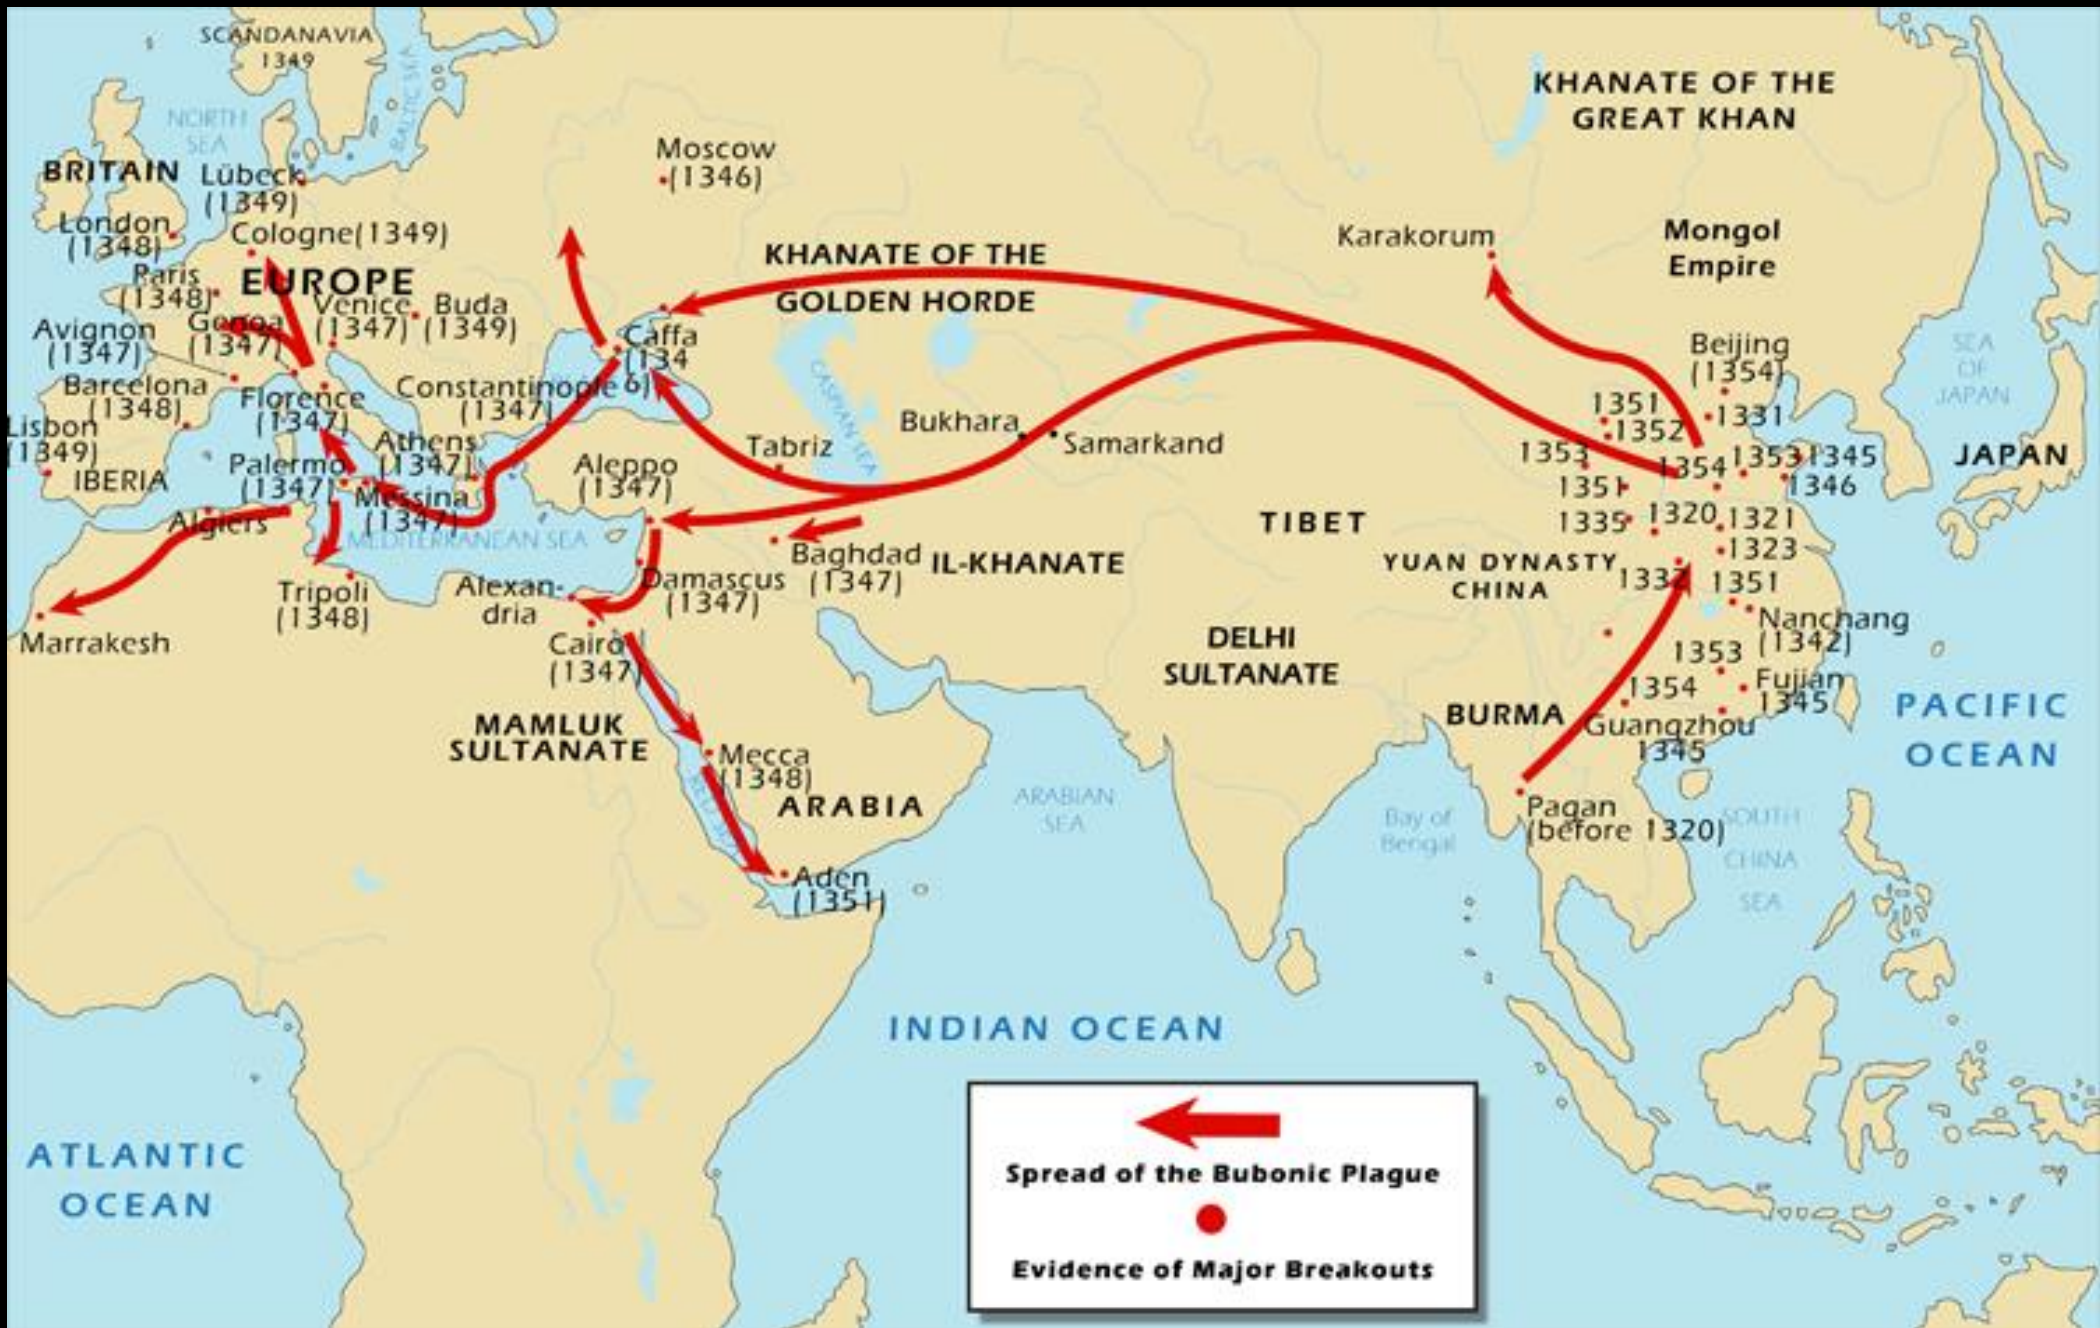 SCANDANAVIA
1349
NORTH
SEA
BALTIC SEA
BRITAIN
Lübeck
(1349)
London
(1348)
Cologne(1349)
Paris
(1348)
EUROPE
Genoa
(1347)
Venice
(1347)
Buda
(1349)
Avignon
(1347)
Barcelona
(1348)
Florence
(1347)
Constantinople
(1347)
Lisbon
(1349)
IBERIA
Palermo
(1347)
Athens
(1347)
Messina
(1347)
Algiers
MEDITERRANEAN SEA
Marrakesh
Tripoli
(1348)
Alexan-
dria
Cairo
(1347)
Moscow
(1346)
Caffa
(134
6)
KHANATE OF THE
GOLDEN HORDE
CASPIAN SEA
Tabriz
Bukhara
Samarkand
Aleppo
(1347)
Damascus
(1347)
Baghdad
(1347)
IL-KHANATE
MAMLUK
SULTANATE
Mecca
(1348)
RED SEA
ARABIA
Aden
(1351)
ARABIAN
SEA
KHANATE OF THE
GREAT KHAN
Karakorum
Mongol
Empire
Beijing
(1354)
1331
1351
1352
1353
1354
1353
1345
1346
1351
1335
1320
1321
1323
1332
1351
TIBET
YUAN DYNASTY
CHINA
Nanchang
(1342)
1353
1354
Fujian
1345
Guangzhou
1345
DELHI
SULTANATE
BURMA
Pagan
(before 1320)
Bay of
Bengal
SEA
OF
JAPAN
JAPAN
PACIFIC
OCEAN
SOUTH
CHINA
SEA
INDIAN OCEAN
ATLANTIC
OCEAN
Spread of the Bubonic Plague
Evidence of Major Breakouts